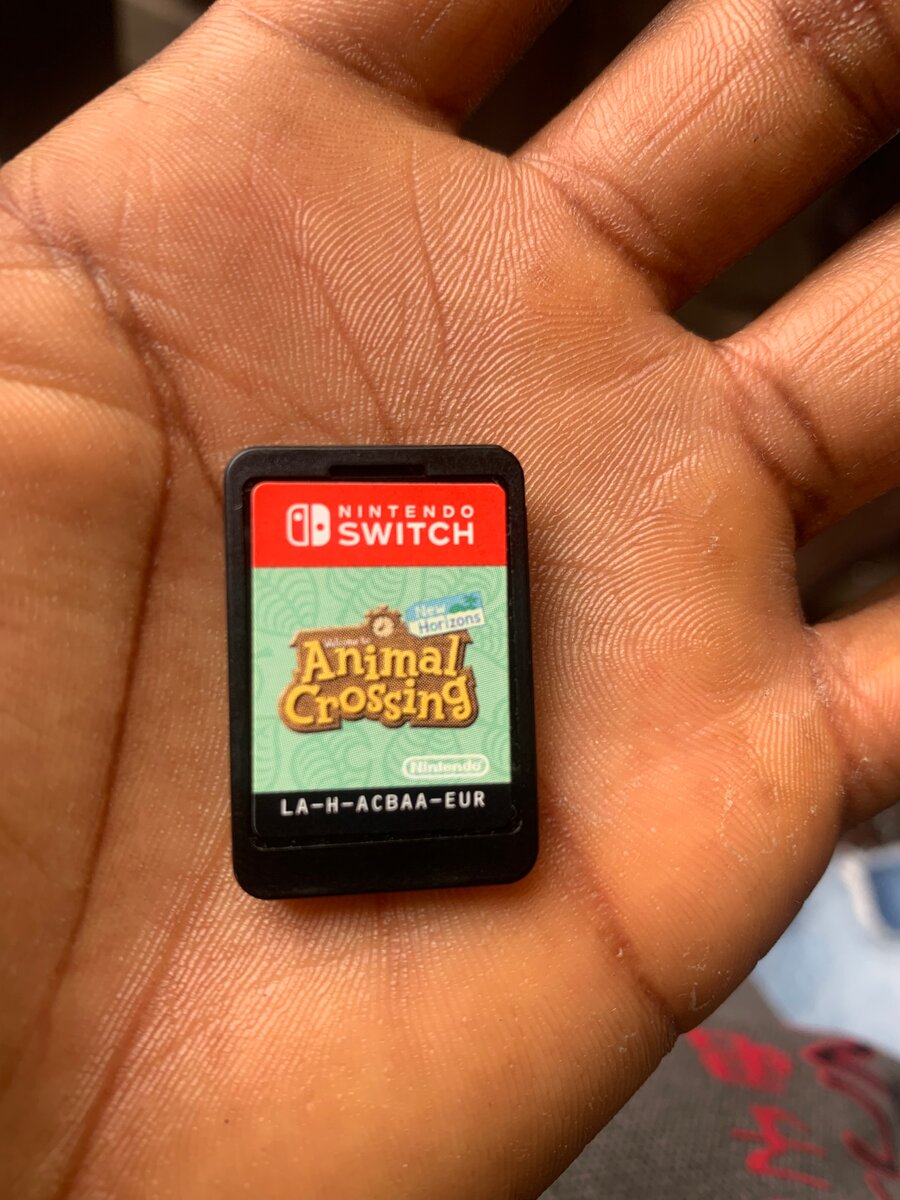 NINTENDO
SWITCH
New
Horizons
Welcome to
Animal
Crossing
Nintendo
LA-H-ACBAA-EUR